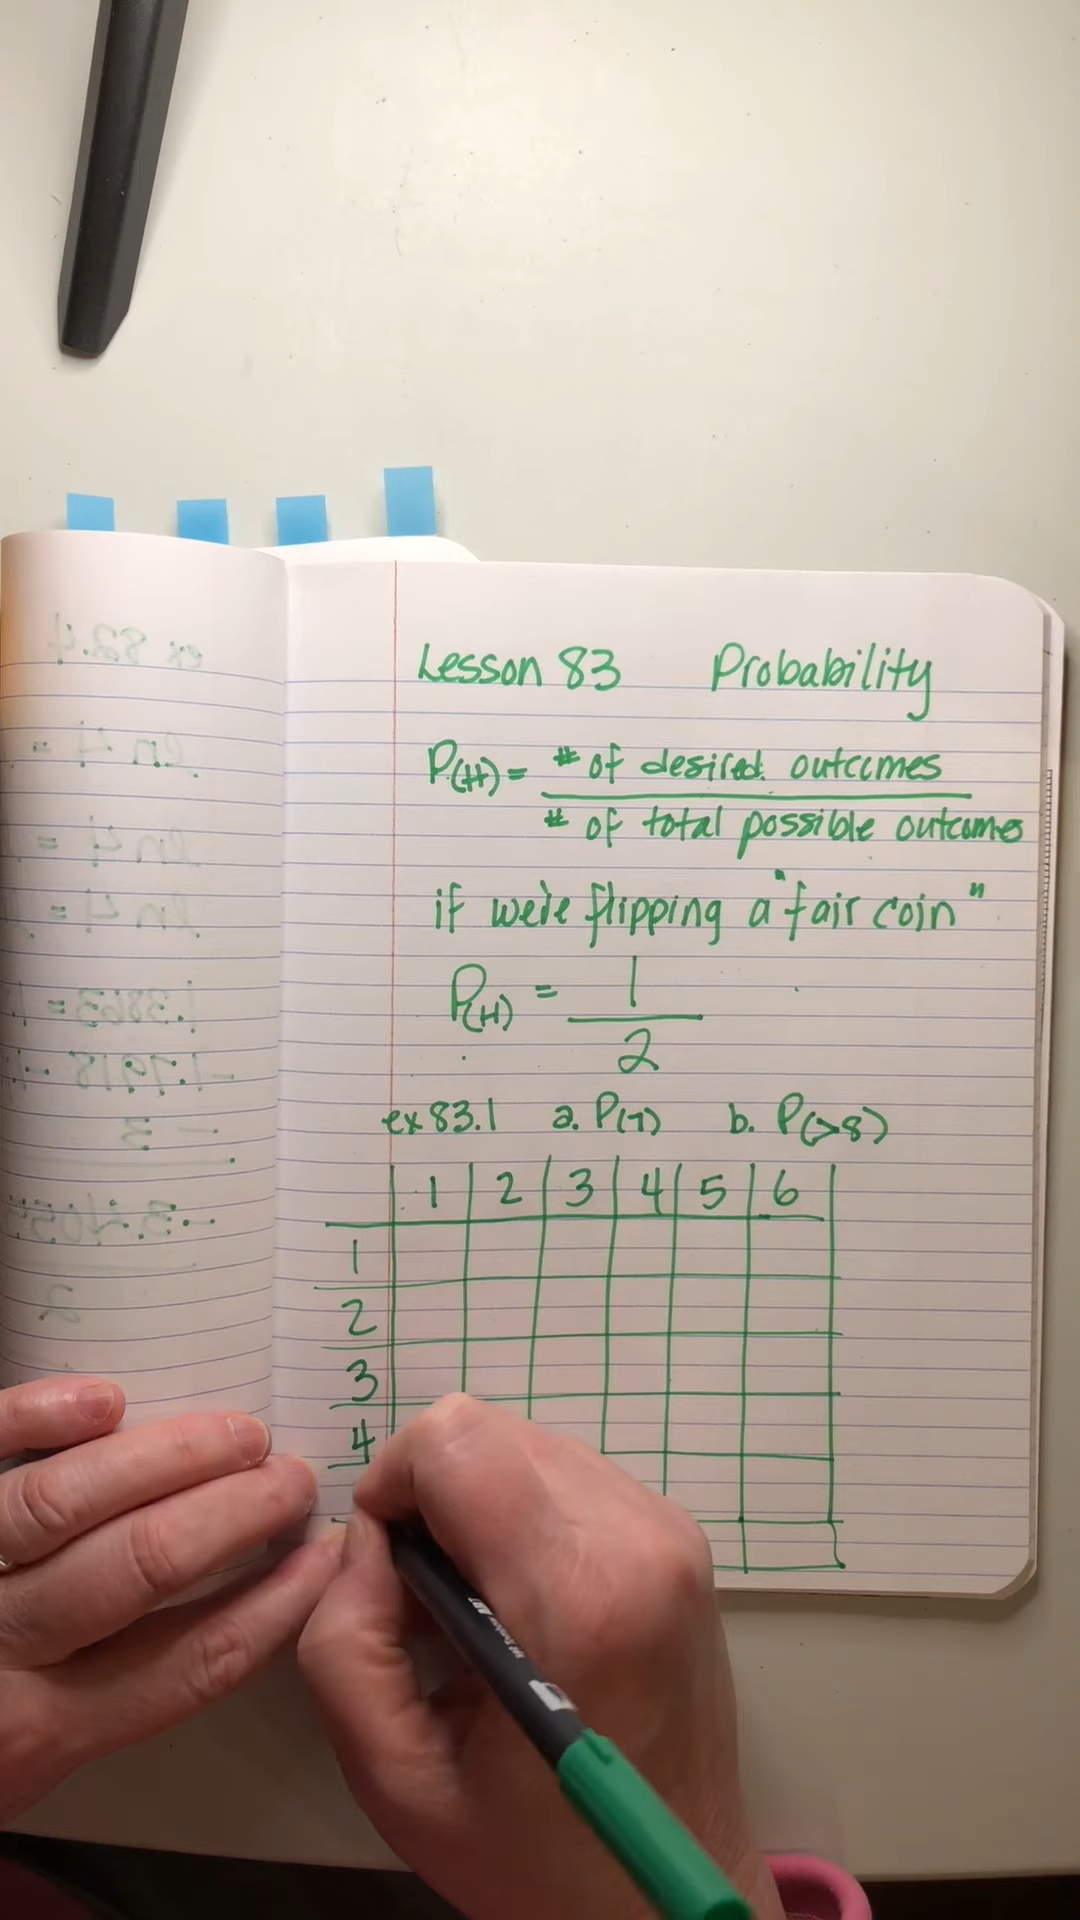 Lesson 83 Probability
P(H) = # of desired outcomes
# of total possible outcomes
if we're flipping a "fair coin"
P(H) = 1
2
ex 83.1 a. P(7) b. P(>8)
1 2 3 4 5 6
1
2
3
4